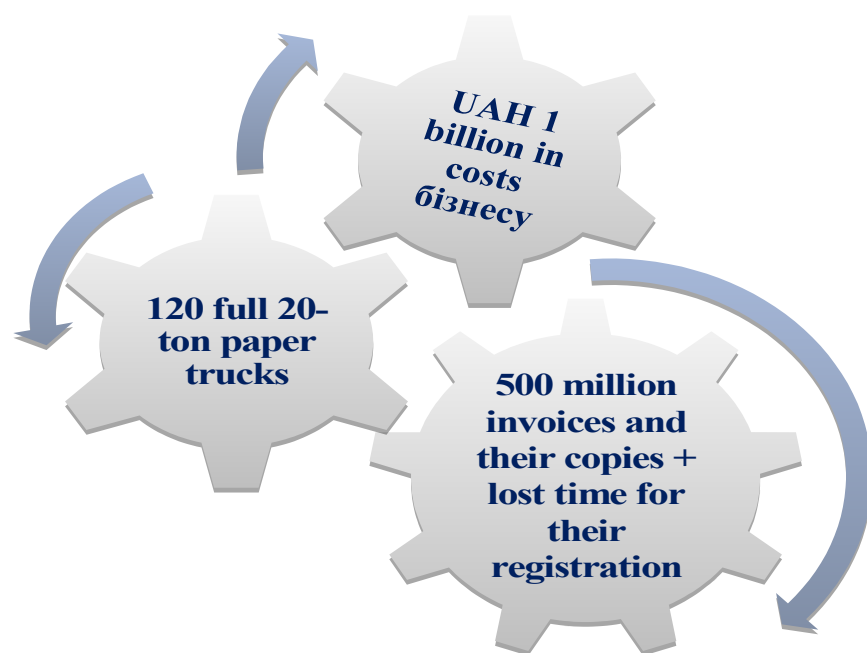 UAH 1
billion in
costs
бізнесу
120 full 20-
ton paper
trucks
500 million
invoices and
their copies +
lost time for
their
registration